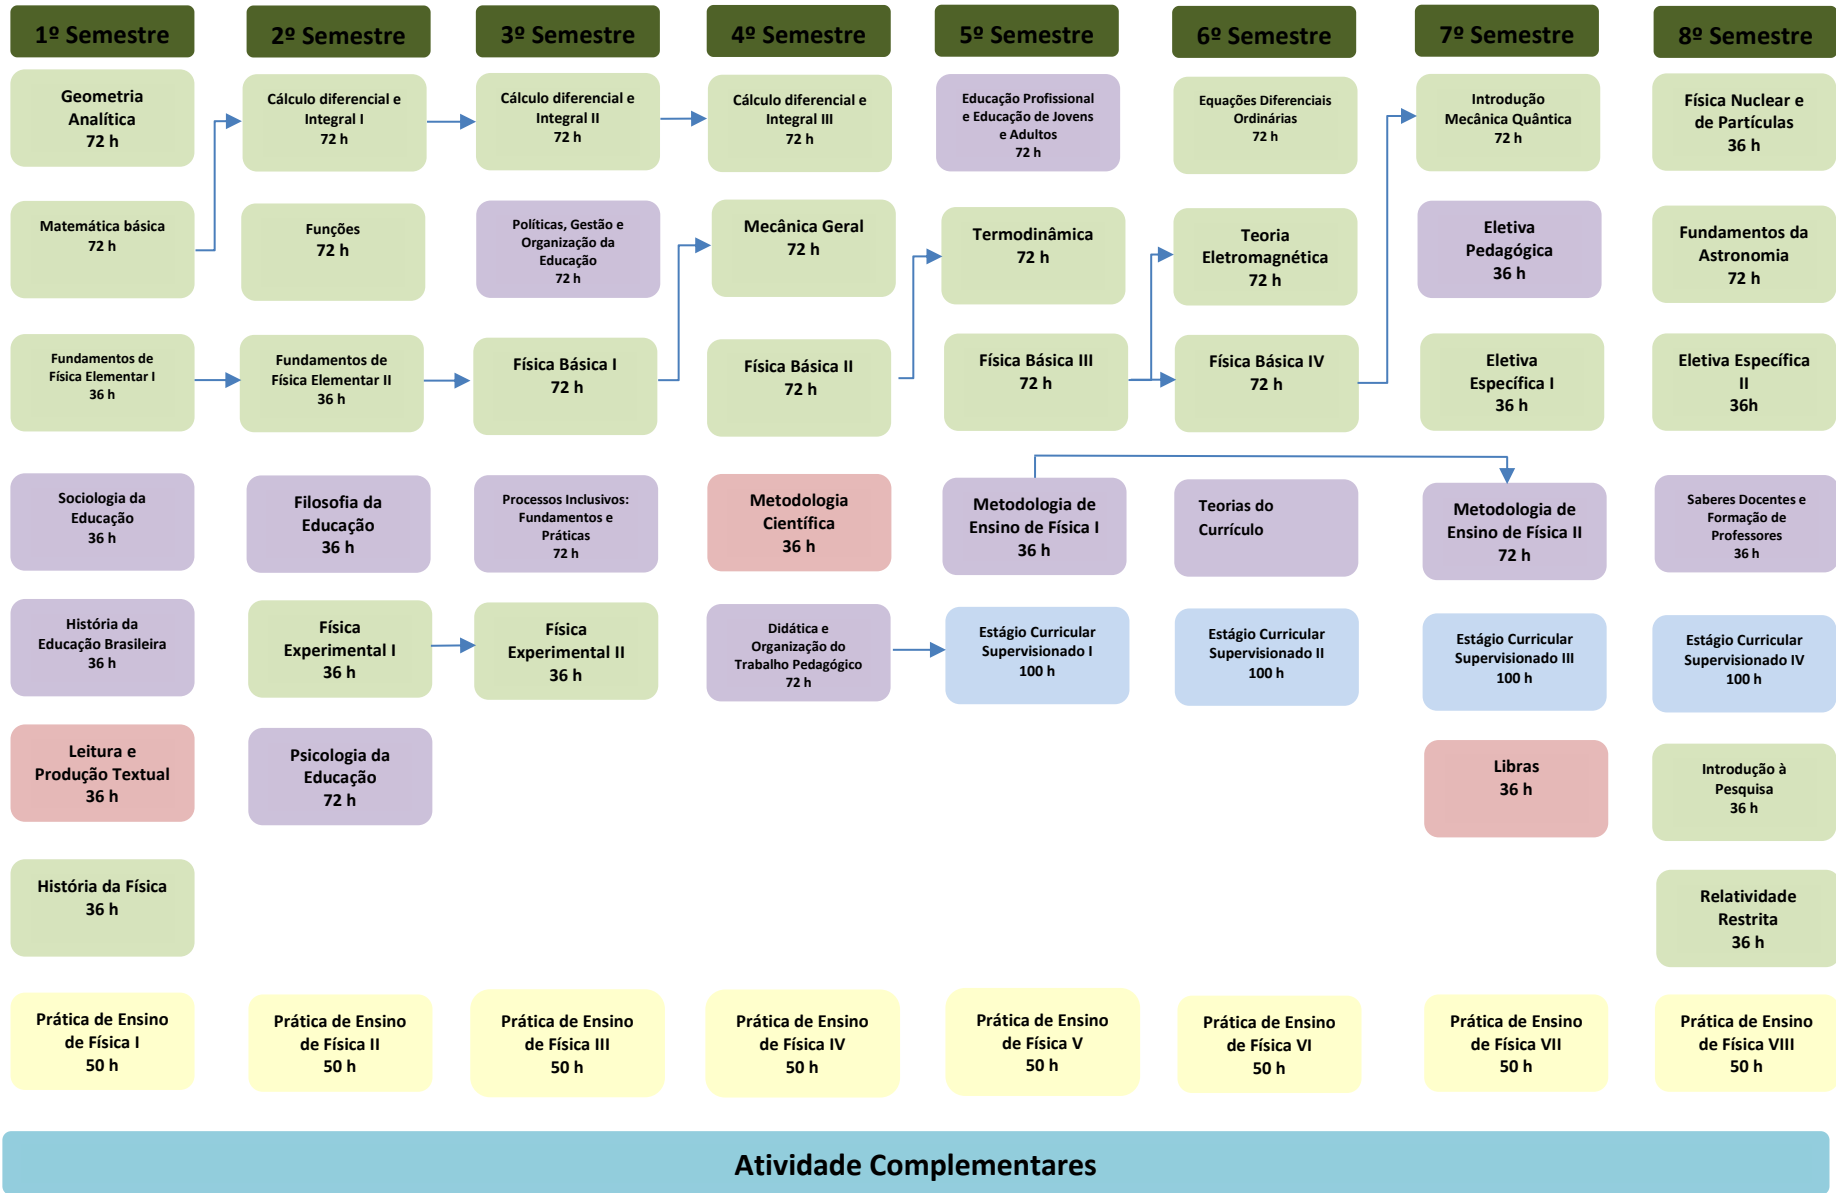 1º Semestre
2º Semestre
3º Semestre
4º Semestre
5º Semestre
6º Semestre
7º Semestre
8º Semestre
Geometria
Analítica
72 h
Cálculo diferencial e
Integral I
72 h
Cálculo diferencial e
Integral II
72 h
Cálculo diferencial e
Integral III
72 h
Educação Profissional
e Educação de Jovens
e Adultos
72 h
Equações Diferenciais
Ordinárias
72 h
Introdução
Mecânica Quântica
72 h
Física Nuclear e
de Partículas
36 h
Matemática básica
72 h
Funções
72 h
Políticas, Gestão e
Organização da
Educação
72 h
Mecânica Geral
72 h
Termodinâmica
72 h
Teoria
Eletromagnética
72 h
Eletiva
Pedagógica
36 h
Fundamentos da
Astronomia
72 h
Fundamentos de
Física Elementar I
36 h
Fundamentos de
Física Elementar II
36 h
Física Básica I
72 h
Física Básica II
72 h
Física Básica III
72 h
Física Básica IV
72 h
Eletiva
Específica I
36 h
Eletiva Específica
II
36h
Sociologia da
Educação
36 h
Filosofia da
Educação
36 h
Processos Inclusivos:
Fundamentos e
Práticas
72 h
Metodologia
Científica
36 h
Metodologia de
Ensino de Física I
36 h
Teorias do
Currículo
Metodologia de
Ensino de Física II
72 h
Saberes Docentes e
Formação de
Professores
36 h
História da
Educação Brasileira
36 h
Física
Experimental I
36 h
Física
Experimental II
36 h
Didática e
Organização do
Trabalho Pedagógico
72 h
Estágio Curricular
Supervisionado I
100 h
Estágio Curricular
Supervisionado II
100 h
Estágio Curricular
Supervisionado III
100 h
Estágio Curricular
Supervisionado IV
100 h
Leitura e
Produção Textual
36 h
Psicologia da
Educação
72 h
Libras
36 h
Introdução à
Pesquisa
36 h
História da Física
36 h
Relatividade
Restrita
36 h
Prática de Ensino
de Física I
50 h
Prática de Ensino
de Física II
50 h
Prática de Ensino
de Física III
50 h
Prática de Ensino
de Física IV
50 h
Prática de Ensino
de Física V
50 h
Prática de Ensino
de Física VI
50 h
Prática de Ensino
de Física VII
50 h
Prática de Ensino
de Física VIII
50 h
Atividade Complementares